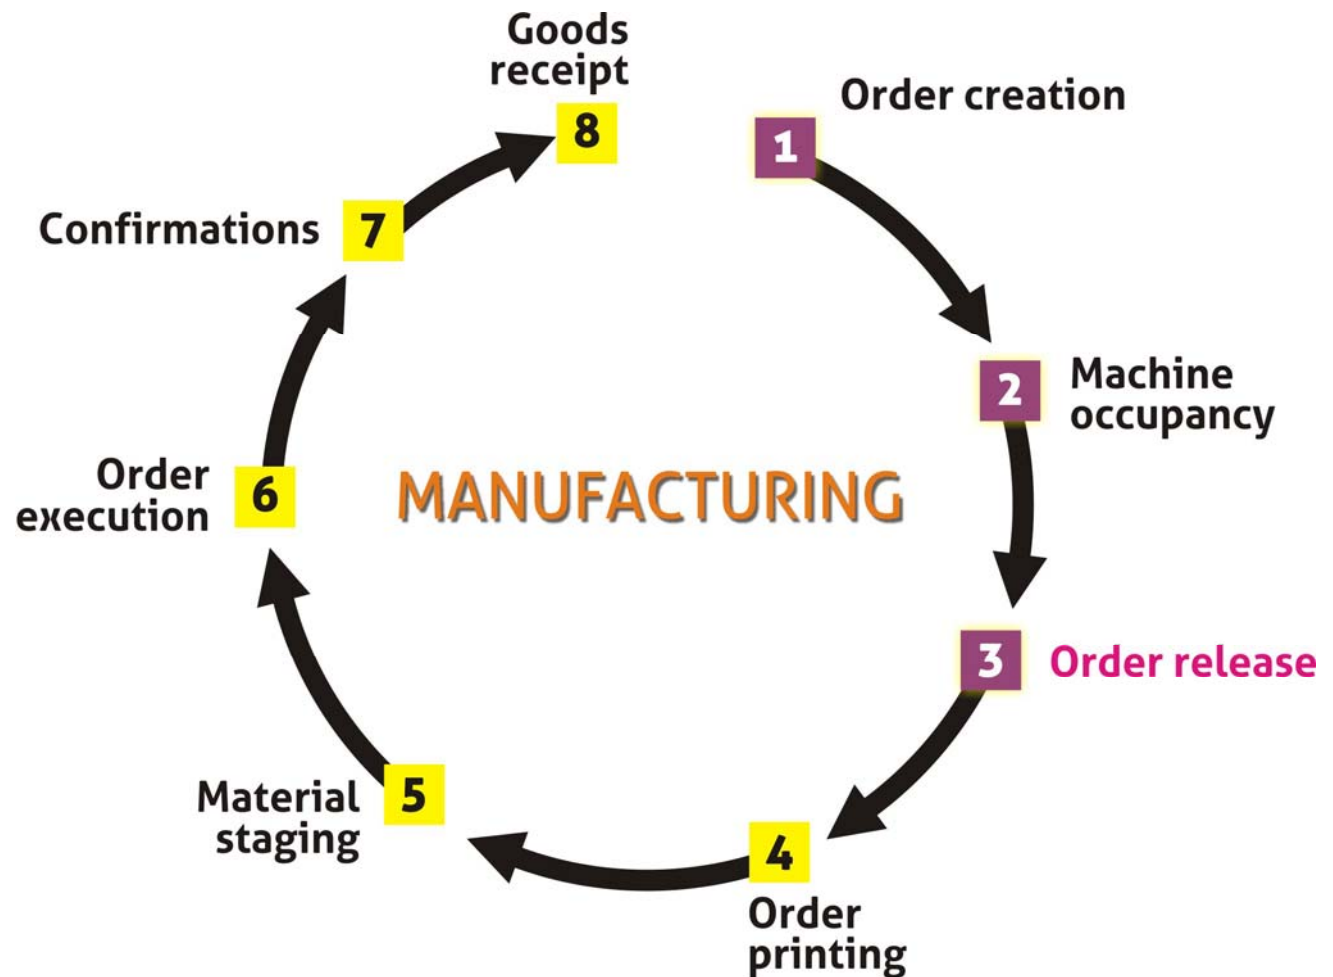 1
Order creation
2
Machine
occupancy
3
Order release
4
Order
printing
5
Material
staging
6
Order
execution
7
Confirmations
8
Goods
receipt
MANUFACTURING